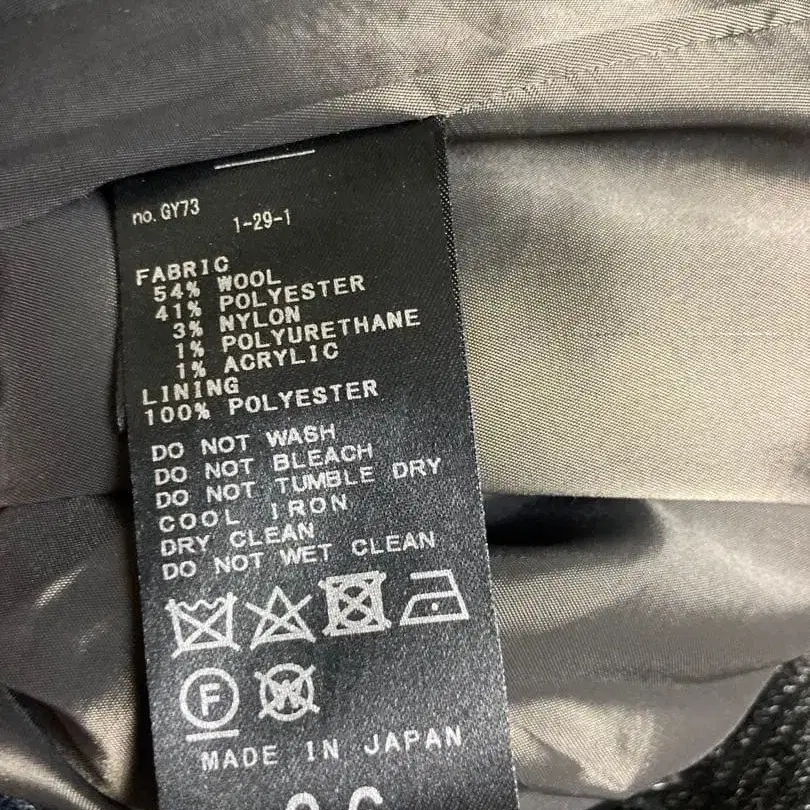 no. GY73
1-29-1
FABRIC
54% WOOL
41% POLYESTER
3% NYLON
1% POLYURETHANE
1% ACRYLIC
LINING
100% POLYESTER
DO NOT WASH
DO NOT BLEACH
DO NOT TUMBLE DRY
COOL IRON
DRY CLEAN
DO NOT WET CLEAN
F W
MADE IN JAPAN